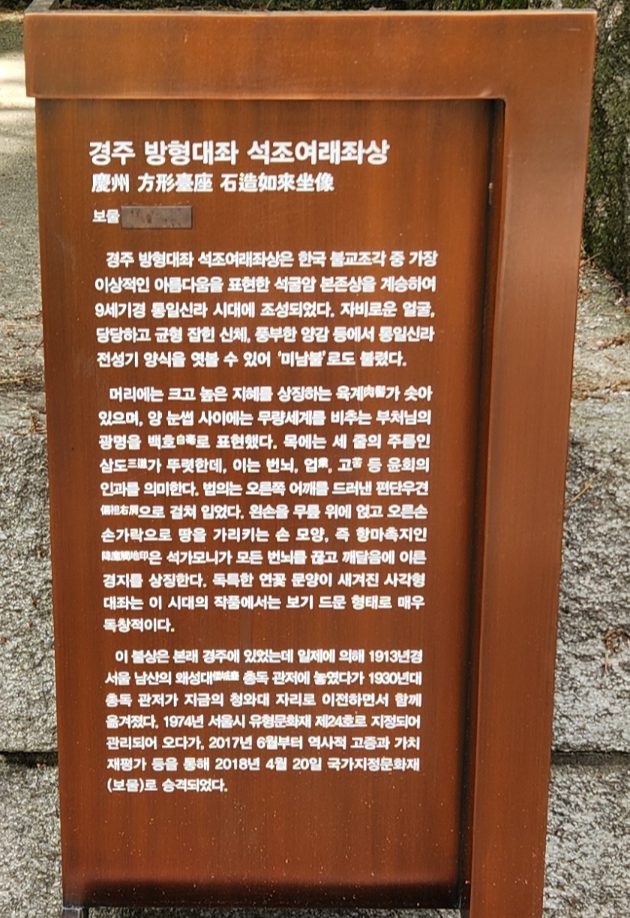 경주 방형대좌 석조여래좌상
慶州 方形臺座 石造如來坐像
보물
경주 방형대좌 석조여래좌상은 한국 불교조각 중 가장
이상적인 아름다움을 표현한 석굴암 본존상을 계승하여
9세기경 통일신라 시대에 조성되었다. 자비로운 얼굴,
당당하고 균형 잡힌 신체, 풍부한 양감 등에서 통일신라
전성기 양식을 엿볼 수 있어 '미남불'로도 불렸다.
머리에는 크고 높은 지혜를 상징하는 육계肉髻가 솟아
있으며, 양 눈썹 사이에는 무량세계를 비추는 부처님의
광명을 백호白毫로 표현했다. 목에는 세 줄의 주름인
삼도三道가 뚜렷한데, 이는 번뇌, 업業, 고苦 등 윤회의
인과를 의미한다. 법의는 오른쪽 어깨를 드러낸 편단우견
偏袒右肩으로 걸쳐 입었다. 왼손을 무릎 위에 얹고 오른손
손가락으로 땅을 가리키는 손 모양, 즉 항마촉지인
降魔觸地印은 석가모니가 모든 번뇌를 끊고 깨달음에 이른
경지를 상징한다. 독특한 연꽃 문양이 새겨진 사각형
대좌는 이 시대의 작품에서는 보기 드문 형태로 매우
독창적이다.
이 불상은 본래 경주에 있었는데 일제에 의해 1913년경
서울 남산의 왜성대倭城臺 총독 관저에 놓였다가 1930년대
총독 관저가 지금의 청와대 자리로 이전하면서 함께
옮겨졌다. 1974년 서울시 유형문화재 제24호로 지정되어
관리되어 오다가, 2017년 6월부터 역사적 고증과 가치
재평가 등을 통해 2018년 4월 20일 국가지정문화재
(보물)로 승격되었다.